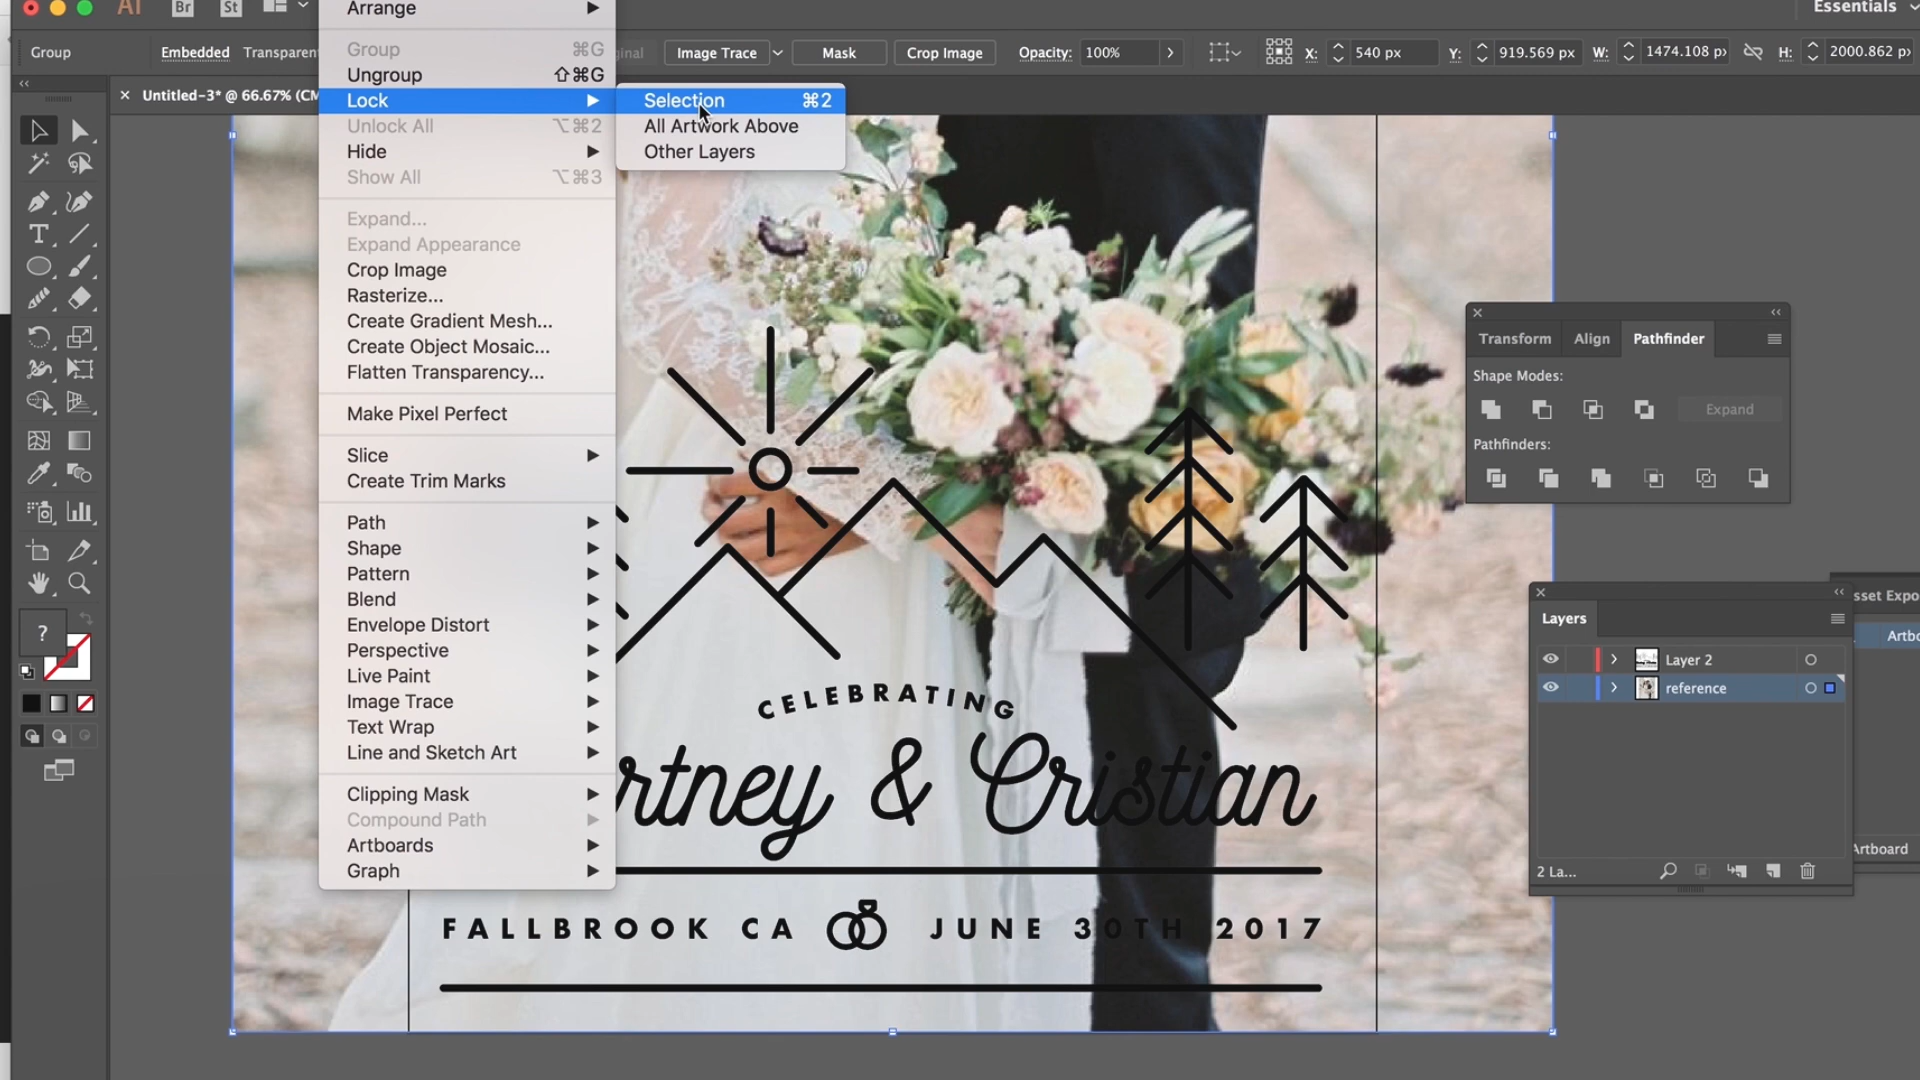 Ai Br St
Essentials
Group Embedded Transparen Image Trace Mask Crop Image Opacity: 100% X: 540 px Y: 919.569 px W: 1474.108 px H: 2000.862 px
× Untitled-3* @ 66.67% (CM
Arrange
Group ⌘G
Ungroup ⇧⌘G
Lock
Unlock All ⌥⌘2
Hide
Show All ⌥⌘3
Expand...
Expand Appearance
Crop Image
Rasterize...
Create Gradient Mesh...
Create Object Mosaic...
Flatten Transparency...
Make Pixel Perfect
Slice
Create Trim Marks
Path
Shape
Pattern
Blend
Envelope Distort
Perspective
Live Paint
Image Trace
Text Wrap
Line and Sketch Art
Clipping Mask
Compound Path
Artboards
Graph
Selection ⌘2
All Artwork Above
Other Layers
CELEBRATING
rtney & Cristian
FALLBROOK CA JUNE 30TH 2017
Transform Align Pathfinder
Shape Modes:
Expand
Pathfinders:
Layers
Layer 2
reference
2 La...
sset Expo
Artbo
Artboard